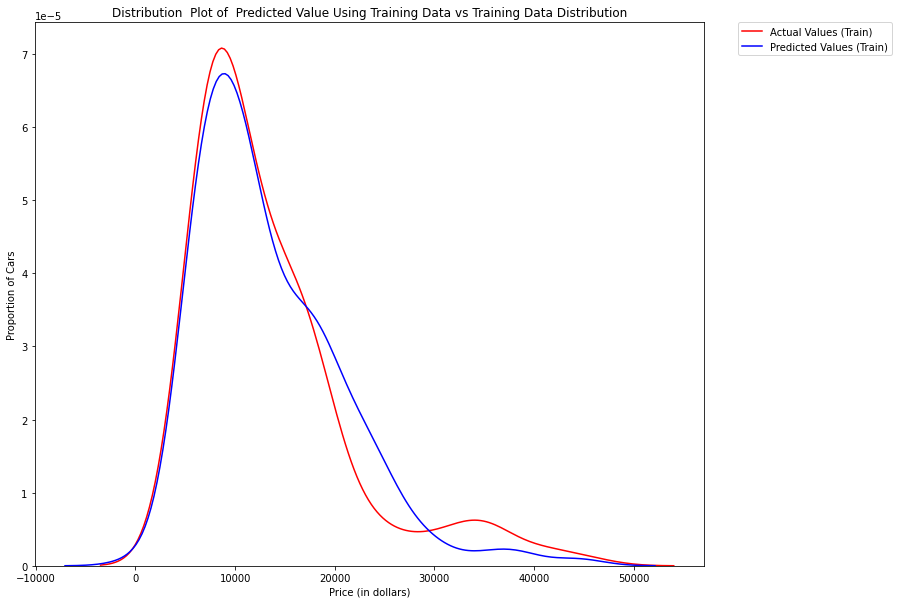 Distribution  Plot of  Predicted Value Using Training Data vs Training Data Distribution
1e−5
Actual Values (Train)
Predicted Values (Train)
7
6
5
4
3
2
1
0
Proportion of Cars
−10000 0 10000 20000 30000 40000 50000
Price (in dollars)